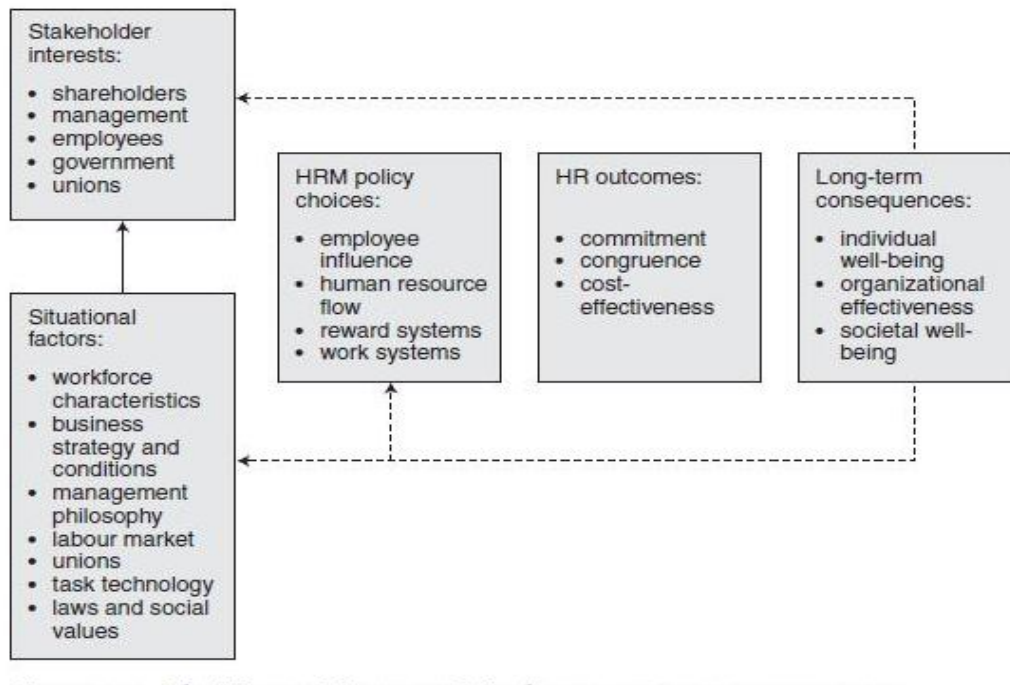 Stakeholder
interests:
• shareholders
• management
• employees
• government
• unions
HRM policy
choices:
• employee
influence
• human resource
flow
• reward systems
• work systems
HR outcomes:
• commitment
• congruence
• cost-
effectiveness
Long-term
consequences:
• individual
well-being
• organizational
effectiveness
• societal well-
being
Situational
factors:
• workforce
characteristics
• business
strategy and
conditions
• management
philosophy
• labour market
• unions
• task technology
• laws and social
values